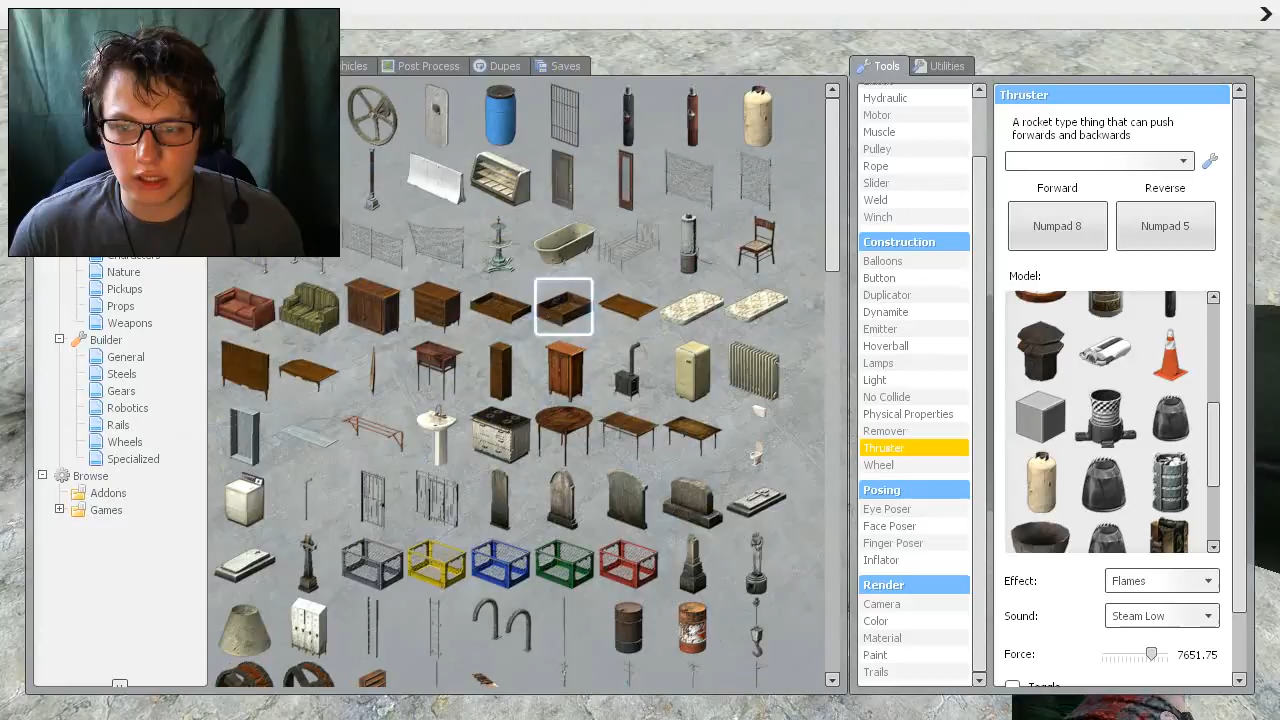 hicles
Post Process
Dupes
Saves
Tools
Utilities
Nature
Pickups
Props
Weapons
Builder
General
Steels
Gears
Robotics
Rails
Wheels
Specialized
Browse
Addons
Games
Hydraulic
Motor
Muscle
Pulley
Rope
Slider
Weld
Winch
Construction
Balloons
Button
Duplicator
Dynamite
Emitter
Hoverball
Lamps
Light
No Collide
Physical Properties
Remover
Thruster
Wheel
Posing
Eye Poser
Face Poser
Finger Poser
Inflator
Render
Camera
Color
Material
Paint
Trails
Thruster
A rocket type thing that can push
forwards and backwards
Forward Reverse
Numpad 8 Numpad 5
Model:
Effect: Flames
Sound: Steam Low
Force: 7651.75